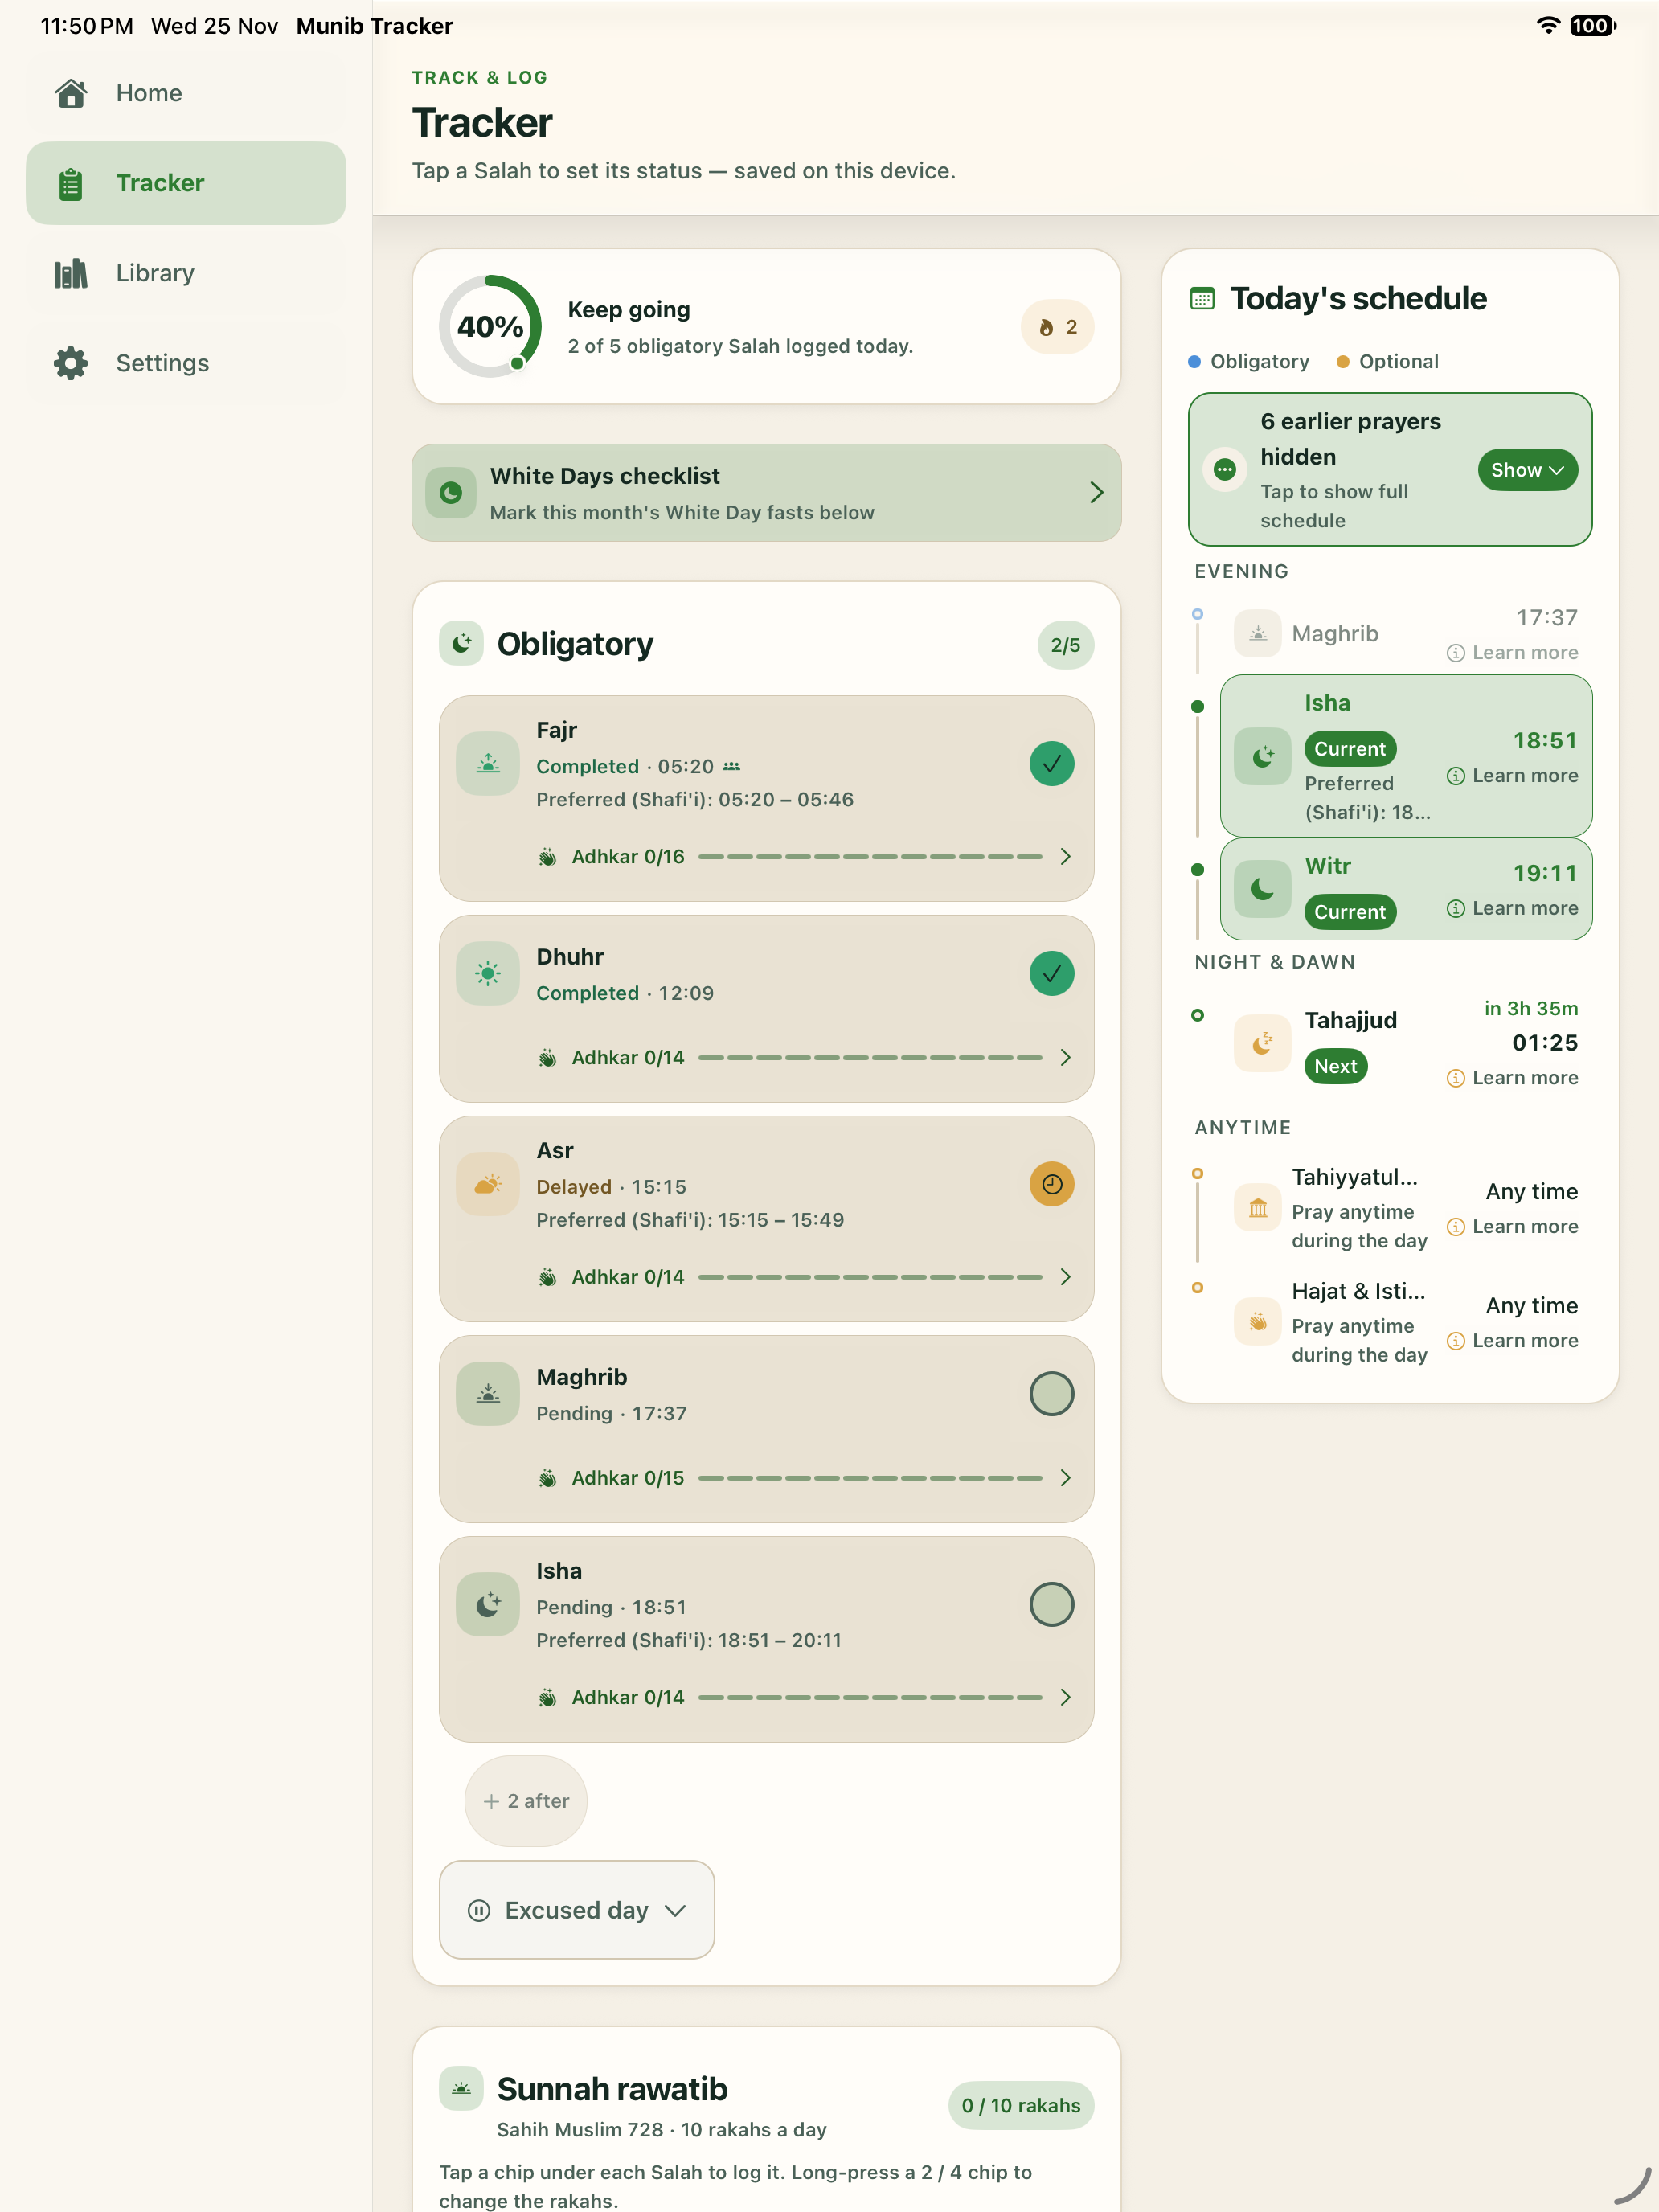 11:50 PM Wed 25 Nov Munib Tracker
100
Home
Tracker
Library
Settings
TRACK & LOG
Tracker
Tap a Salah to set its status — saved on this device.
40%
Keep going
2 of 5 obligatory Salah logged today.
2
White Days checklist
Mark this month's White Day fasts below
Obligatory
2/5
Fajr
Completed · 05:20
Preferred (Shafi'i): 05:20 – 05:46
Adhkar 0/16
Dhuhr
Completed · 12:09
Adhkar 0/14
Asr
Delayed · 15:15
Preferred (Shafi'i): 15:15 – 15:49
Adhkar 0/14
Maghrib
Pending · 17:37
Adhkar 0/15
Isha
Pending · 18:51
Preferred (Shafi'i): 18:51 – 20:11
Adhkar 0/14
+ 2 after
Excused day
Sunnah rawatib
Sahih Muslim 728 · 10 rakahs a day
0 / 10 rakahs
Tap a chip under each Salah to log it. Long-press a 2 / 4 chip to
change the rakahs.
Today's schedule
Obligatory
Optional
6 earlier prayers
hidden
Tap to show full
schedule
Show
EVENING
Maghrib
17:37
Learn more
Isha
Current
Preferred
(Shafi'i): 18...
18:51
Learn more
Witr
Current
19:11
Learn more
NIGHT & DAWN
Tahajjud
Next
in 3h 35m
01:25
Learn more
ANYTIME
Tahiyyatul...
Pray anytime
during the day
Any time
Learn more
Hajat & Isti...
Pray anytime
during the day
Any time
Learn more